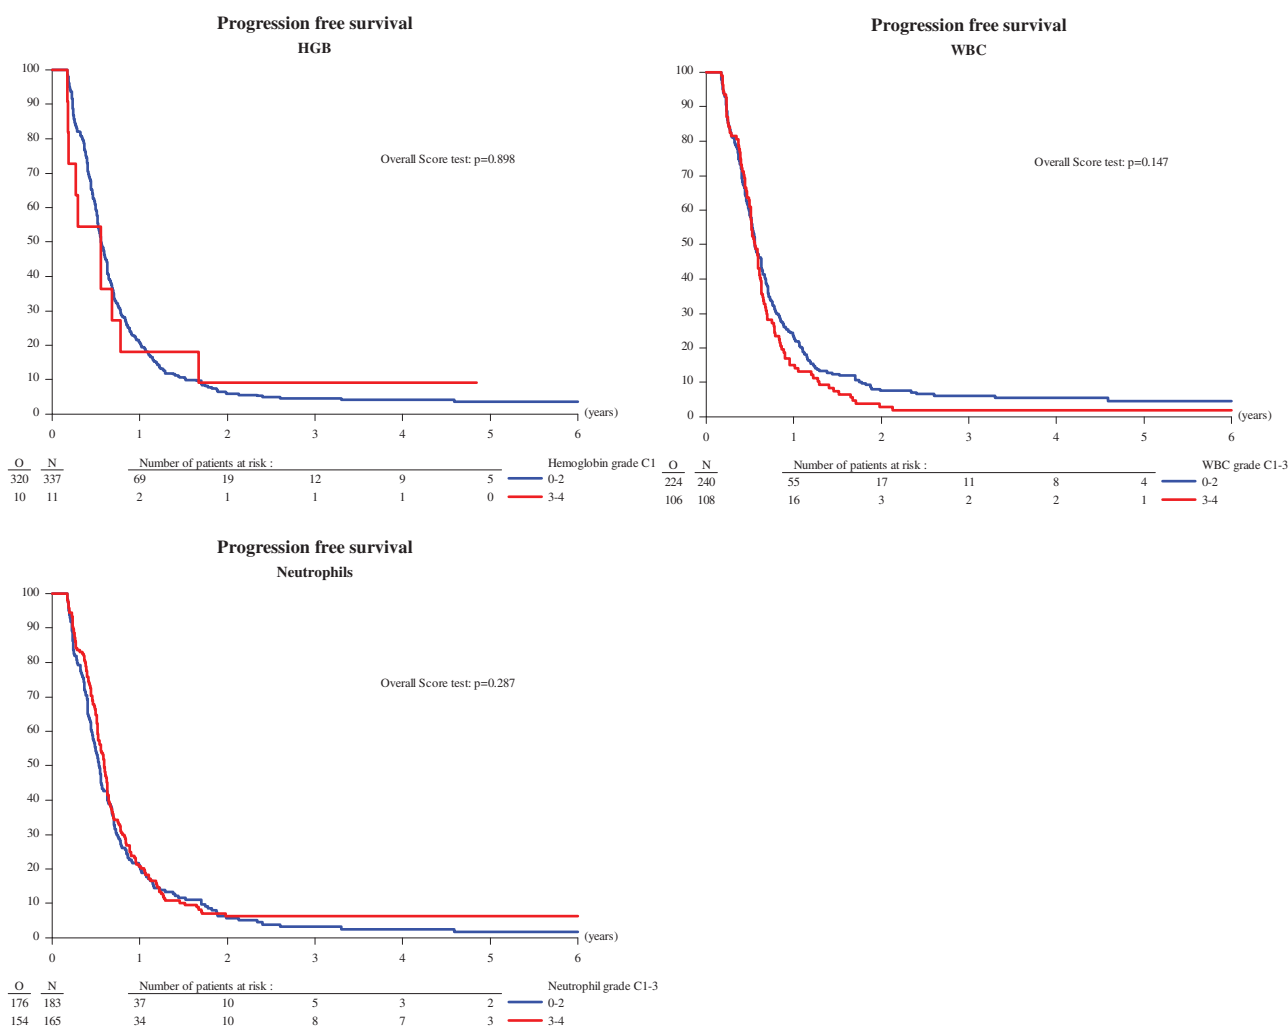 Progression free survival
HGB
100
90
80
70
60
50
40
30
20
10
0
Overall Score test: p=0.898
(years)
0 1 2 3 4 5 6
O N Number of patients at risk : Hemoglobin grade C1
320 337 69 19 12 9 5 0-2
10 11 2 1 1 1 0 3-4
Progression free survival
WBC
100
90
80
70
60
50
40
30
20
10
0
Overall Score test: p=0.147
(years)
0 1 2 3 4 5 6
O N Number of patients at risk : WBC grade C1-3
224 240 55 17 11 8 4 0-2
106 108 16 3 2 2 1 3-4
Progression free survival
Neutrophils
100
90
80
70
60
50
40
30
20
10
0
Overall Score test: p=0.287
(years)
0 1 2 3 4 5 6
O N Number of patients at risk : Neutrophil grade C1-3
176 183 37 10 5 3 2 0-2
154 165 34 10 8 7 3 3-4